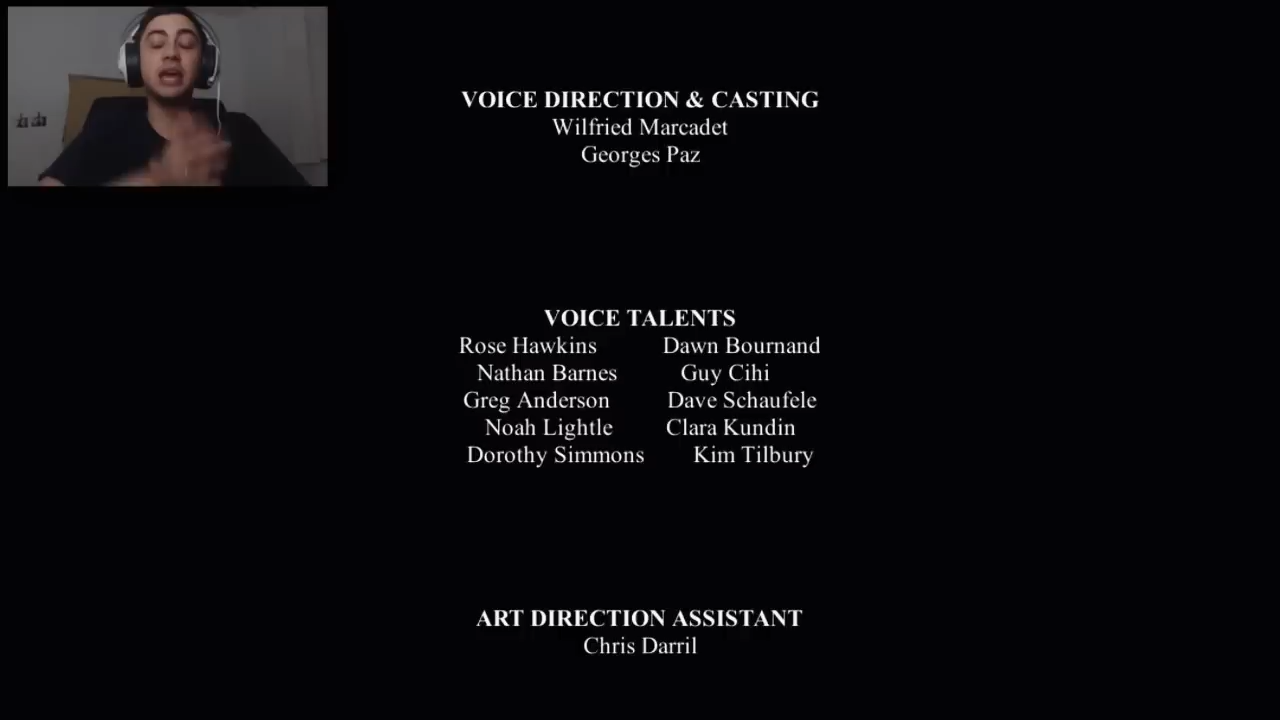 VOICE DIRECTION & CASTING
Wilfried Marcadet
Georges Paz
VOICE TALENTS
Rose Hawkins Dawn Bournand
Nathan Barnes Guy Cihi
Greg Anderson Dave Schaufele
Noah Lightle Clara Kundin
Dorothy Simmons Kim Tilbury
ART DIRECTION ASSISTANT
Chris Darril